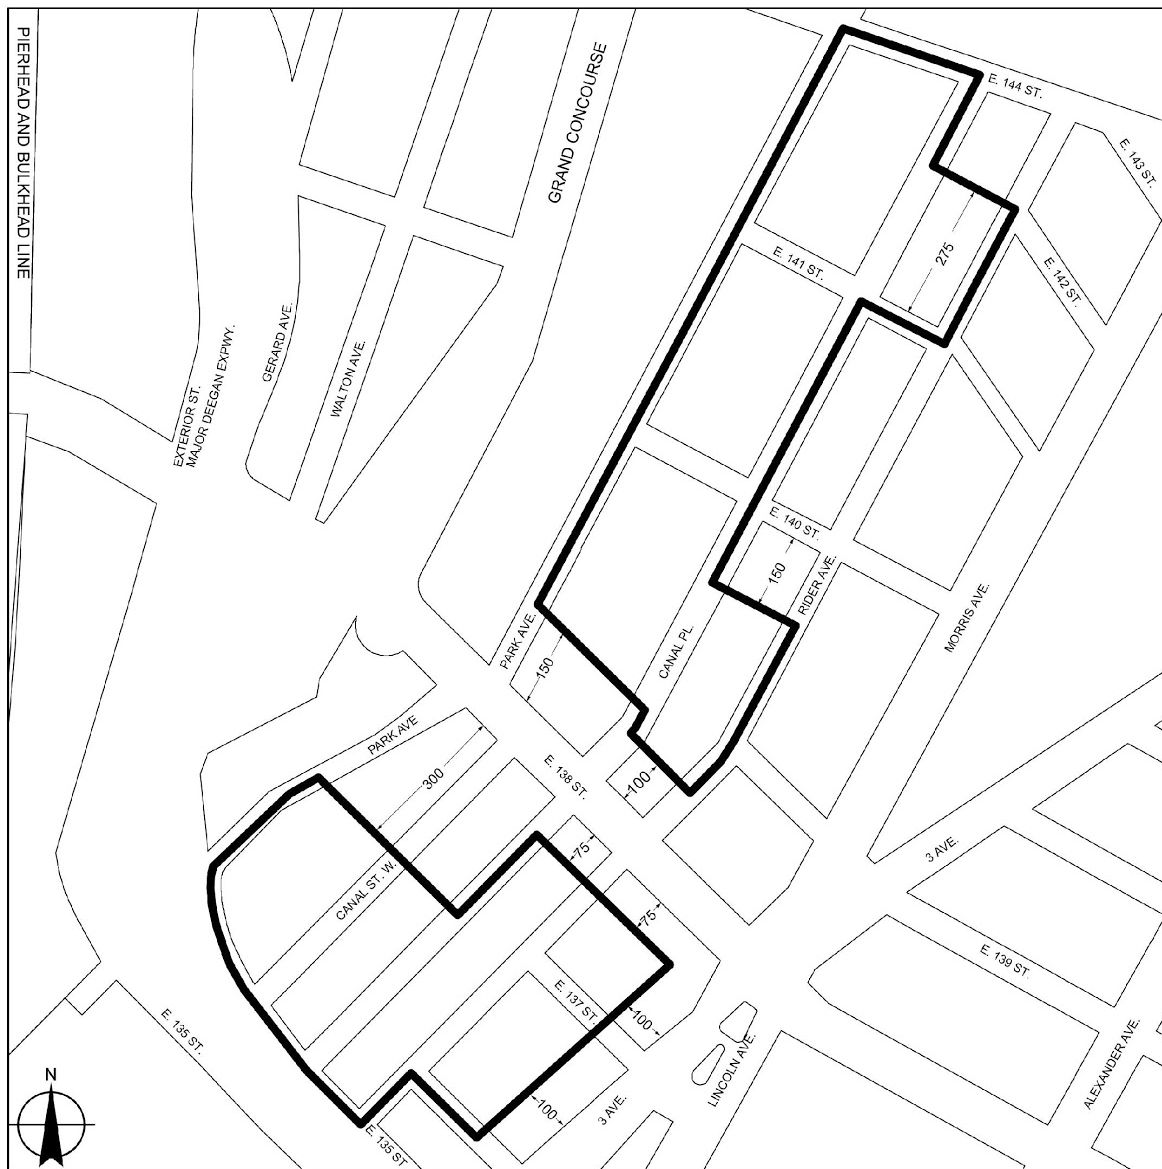 PIERHEAD AND BULKHEAD LINE
GRAND CONCOURSE
E. 144 ST.
E. 143 ST.
E. 142 ST.
E. 141 ST.
275
GERARD AVE.
WALTON AVE.
EXTERIOR ST.
MAJOR DEEGAN EXPWY.
E. 140 ST.
150
RIDER AVE.
MORRIS AVE.
PARK AVE.
150
CANAL PL.
PARK AVE
300
E. 138 ST.
100
3 AVE.
75
CANAL ST. W.
75
E. 139 ST.
E. 137 ST.
100
E. 135 ST.
LINCOLN AVE.
ALEXANDER AVE.
N
100
3 AVE.
E. 135 ST